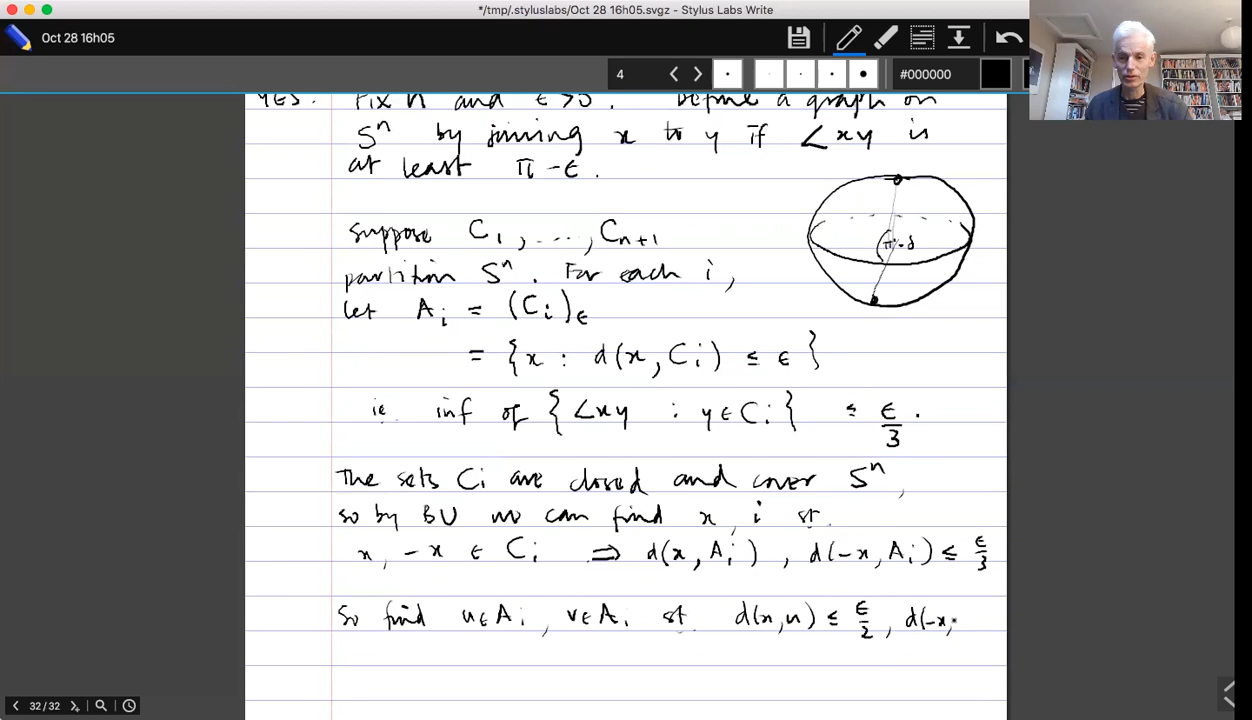 */tmp/.styluslabs/Oct 28 16h05.svgz - Stylus Labs Write
Oct 28 16h05
4
#000000
YES. Fix n and ε > 0. Define a graph on
S^n by joining x to y if ∠xy is
at least π - ε.
π - δ
Suppose C_1, ..., C_{n+1}
partition S^n. For each i,
let A_i = (C_i)_ε
= {x : d(x, C_i) ≤ ε}
ie inf of {∠xy : y ∈ C_i} ≤ ε/3.
The sets C_i are closed and cover S^n,
so by BU we can find x, i st.
x, -x ∈ C_i ⇒ d(x, A_i), d(-x, A_i) ≤ ε/3
So find u ∈ A_i, v ∈ A_i st. d(x, u) ≤ ε/2, d(-x,
32/32